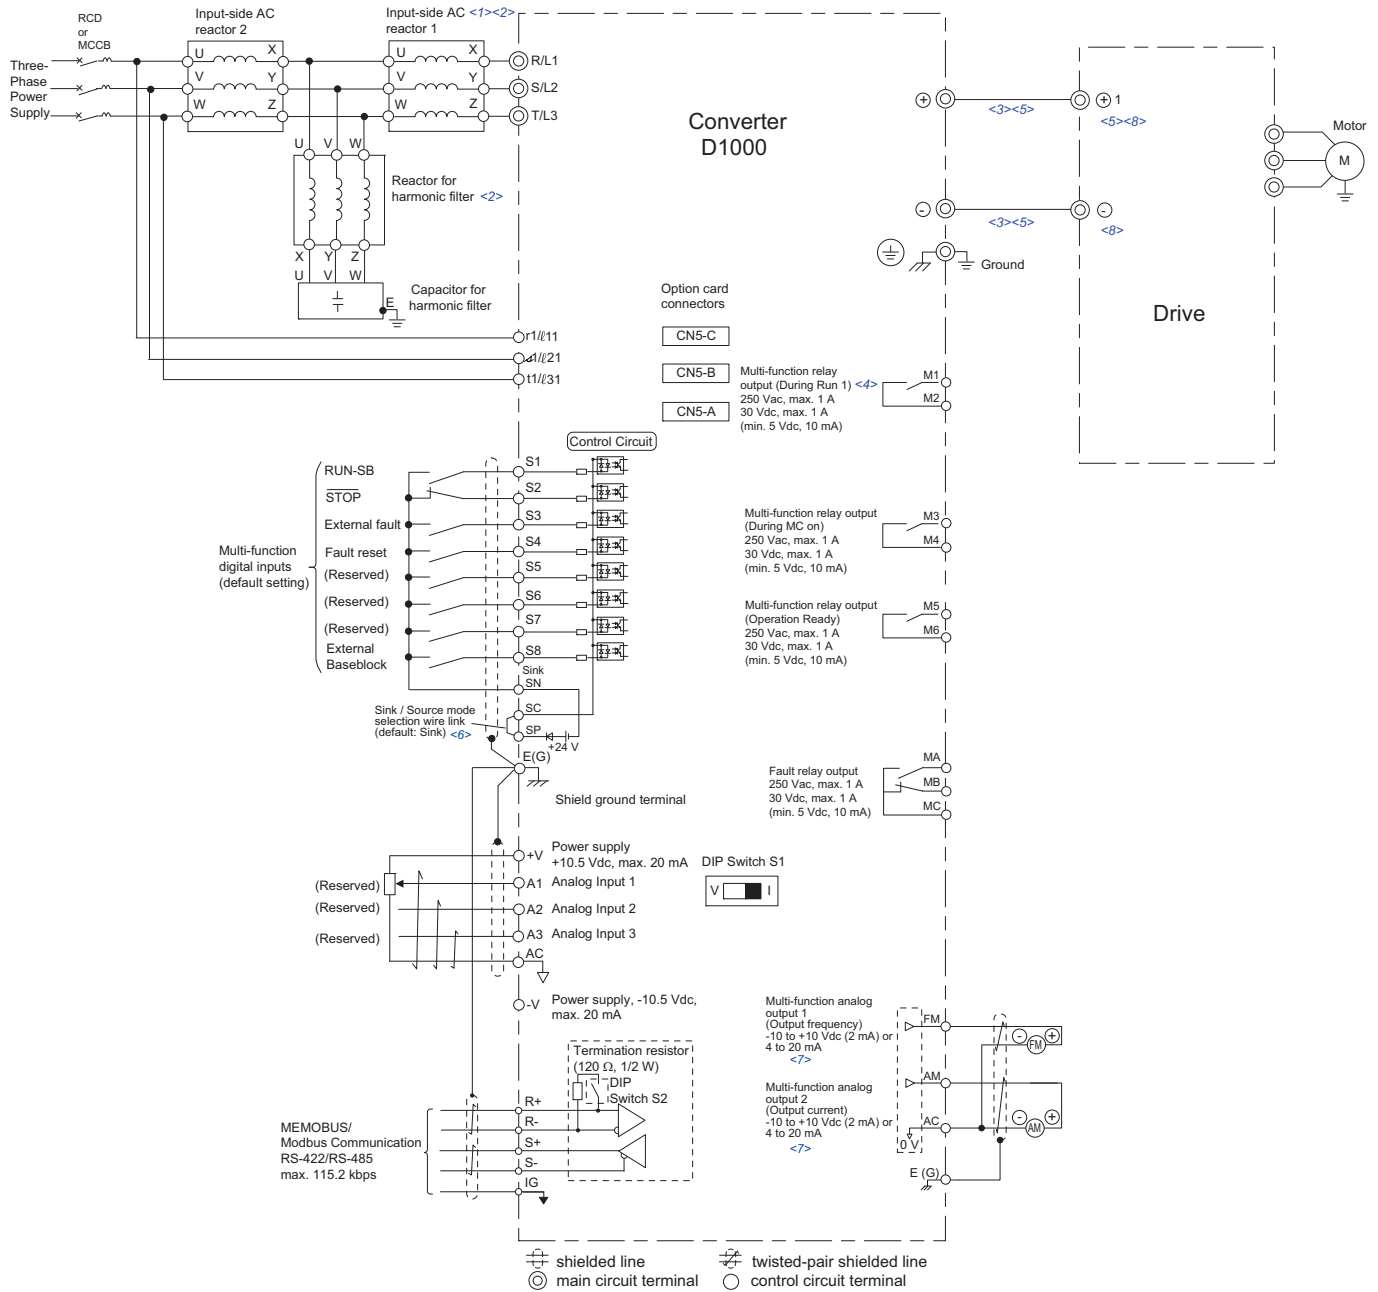 RCD
or
MCCB
Input-side AC
reactor 2
Input-side AC <1><2>
reactor 1
Three-
Phase
Power
Supply
U X
V Y
W Z
U X
V Y
W Z
R/L1
S/L2
T/L3
U V W
Reactor for
harmonic filter <2>
X Y Z
U V W
E
Capacitor for
harmonic filter
r1/ℓ11
1/ℓ21
t1/ℓ31
Converter
D1000
+
<3><5>
+ 1
<5><8>
-
<3><5>
-
<8>
Ground
Motor
M
Drive
Option card
connectors
CN5-C
CN5-B
CN5-A
Multi-function relay
output (During Run 1) <4>
250 Vac, max. 1 A
30 Vdc, max. 1 A
(min. 5 Vdc, 10 mA)
M1
M2
Control Circuit
Multi-function
digital inputs
(default setting)
RUN-SB
STOP
External fault
Fault reset
(Reserved)
(Reserved)
(Reserved)
External
Baseblock
S1
S2
S3
S4
S5
S6
S7
S8
Sink
SN
SC
SP
+24 V
Sink / Source mode
selection wire link
(default: Sink) <6>
E(G)
Shield ground terminal
Multi-function relay output
(During MC on)
250 Vac, max. 1 A
30 Vdc, max. 1 A
(min. 5 Vdc, 10 mA)
M3
M4
Multi-function relay output
(Operation Ready)
250 Vac, max. 1 A
30 Vdc, max. 1 A
(min. 5 Vdc, 10 mA)
M5
M6
Fault relay output
250 Vac, max. 1 A
30 Vdc, max. 1 A
(min. 5 Vdc, 10 mA)
MA
MB
MC
+V
Power supply
+10.5 Vdc, max. 20 mA
(Reserved)
A1 Analog Input 1
(Reserved)
A2 Analog Input 2
(Reserved)
A3 Analog Input 3
AC
-V
Power supply, -10.5 Vdc,
max. 20 mA
DIP Switch S1
V I
Multi-function analog
output 1
(Output frequency)
-10 to +10 Vdc (2 mA) or
4 to 20 mA
<7>
Multi-function analog
output 2
(Output current)
-10 to +10 Vdc (2 mA) or
4 to 20 mA
<7>
FM
AM
AC
0 V
E (G)
- +
FM
- +
AM
Termination resistor
(120 Ω, 1/2 W)
DIP
Switch S2
MEMOBUS/
Modbus Communication
RS-422/RS-485
max. 115.2 kbps
R+
R-
S+
S-
IG
shielded line
twisted-pair shielded line
main circuit terminal
control circuit terminal